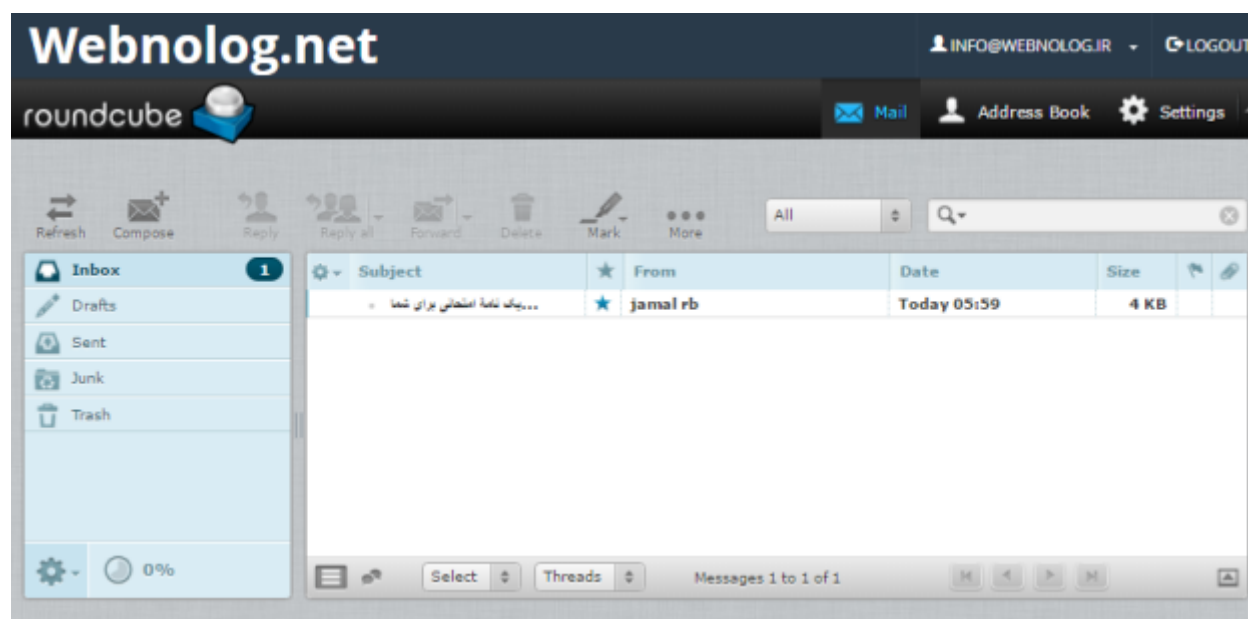 Webnolog.net
INFO@WEBNOLOG.IR LOGOUT
roundcube Mail Address Book Settings
Refresh Compose Reply Reply all Forward Delete Mark More All
Inbox 1
Drafts
Sent
Junk
Trash
0%
Subject From Date Size
یک نامهٔ امتحانی برای شما... jamal rb Today 05:59 4 KB
Select Threads Messages 1 to 1 of 1